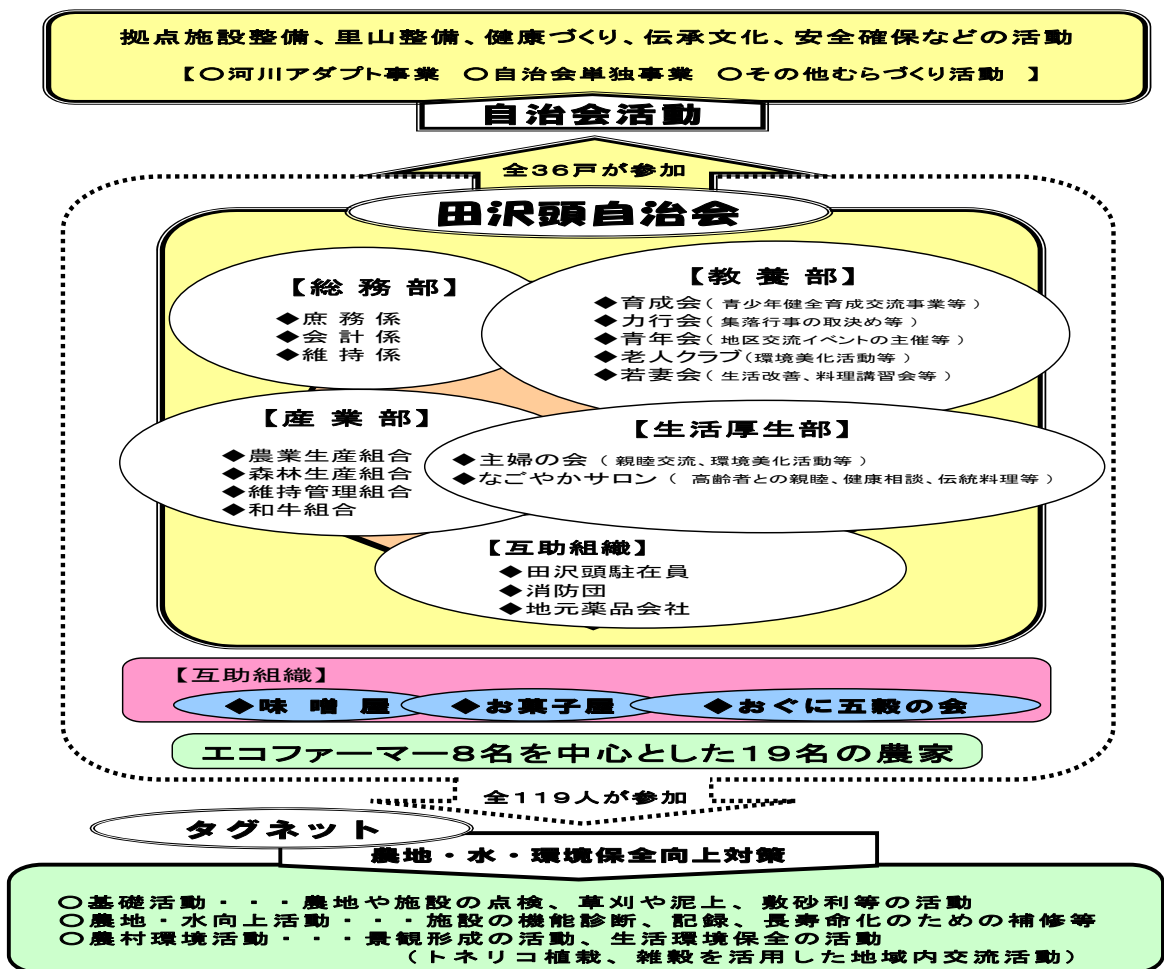 拠点施設整備、里山整備、健康づくり、伝承文化、安全確保などの活動
【〇河川アダプト事業　〇自治会単独事業　〇その他むらづくり活動　】
自治会活動
全36戸が参加
田沢頭自治会
【総 務 部】
◆庶 務 係
◆会 計 係
◆維 持 係
【教 養 部】
◆育成会( 青少年健全育成交流事業等 )
◆力行会( 集落行事の取決め等 )
◆青年会( 地区交流イベントの主催等 )
◆老人クラブ(環境美化活動等 )
◆若妻会( 生活改善、料理講習会等 )
【産 業 部】
◆農業生産組合
◆森林生産組合
◆維持管理組合
◆和牛組合
【生活厚生部】
◆主婦の会 ( 親睦交流、環境美化活動等 )
◆なごやかサロン ( 高齢者との親睦、健康相談、伝統料理等 )
【互助組織】
◆田沢頭駐在員
◆消防団
◆地元薬品会社
【互助組織】
◆味 噌 屋
◆お菓子屋
◆おぐに五穀の会
エコファーマー8名を中心とした19名の農家
全119人が参加
タグネット
農地・水・環境保全向上対策
〇基礎活動・・・農地や施設の点検、草刈や泥上、敷砂利等の活動
〇農地・水向上活動・・・施設の機能診断、記録、長寿命化のための補修等
〇農村環境活動・・・景観形成の活動、生活環境保全の活動
(トネリコ植栽、雑穀を活用した地域内交流活動)